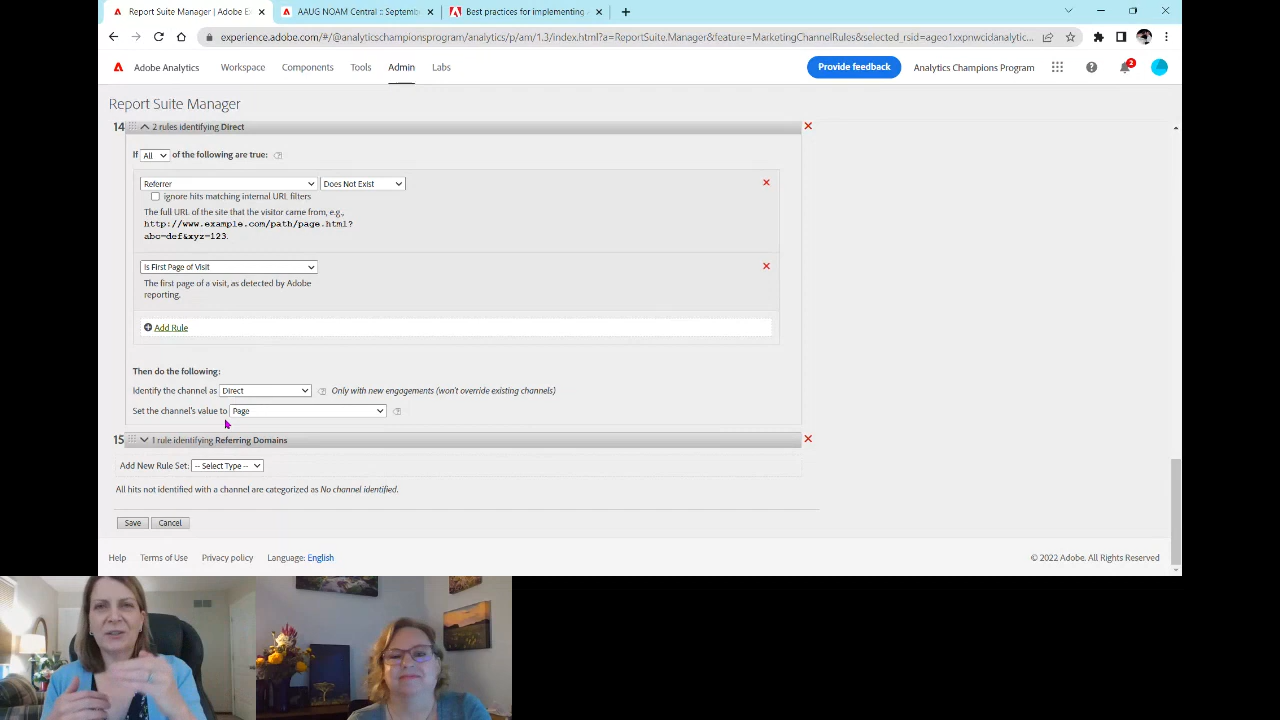 Report Suite Manager | Adobe Ex
AAUG NOAM Central :: Septembe
Best practices for implementing
experience.adobe.com/#/@analyticschampionsprogram/analytics/p/am/1.3/index.html?a=ReportSuite.Manager&feature=MarketingChannelRules&selected_rsid=ageo1xxpnwcidanalytic...
Adobe Analytics Workspace Components Tools Admin Labs Provide feedback Analytics Champions Program 2
Report Suite Manager
14 2 rules identifying Direct
If All of the following are true:
Referrer Does Not Exist
ignore hits matching internal URL filters
The full URL of the site that the visitor came from, e.g.,
http://www.example.com/path/page.html?
abc=def&xyz=123.
Is First Page of Visit
The first page of a visit, as detected by Adobe
reporting.
Add Rule
Then do the following:
Identify the channel as Direct Only with new engagements (won't override existing channels)
Set the channel's value to Page
15 1 rule identifying Referring Domains
Add New Rule Set: -- Select Type --
All hits not identified with a channel are categorized as No channel identified.
Save Cancel
Help Terms of Use Privacy policy Language: English © 2022 Adobe. All Rights Reserved